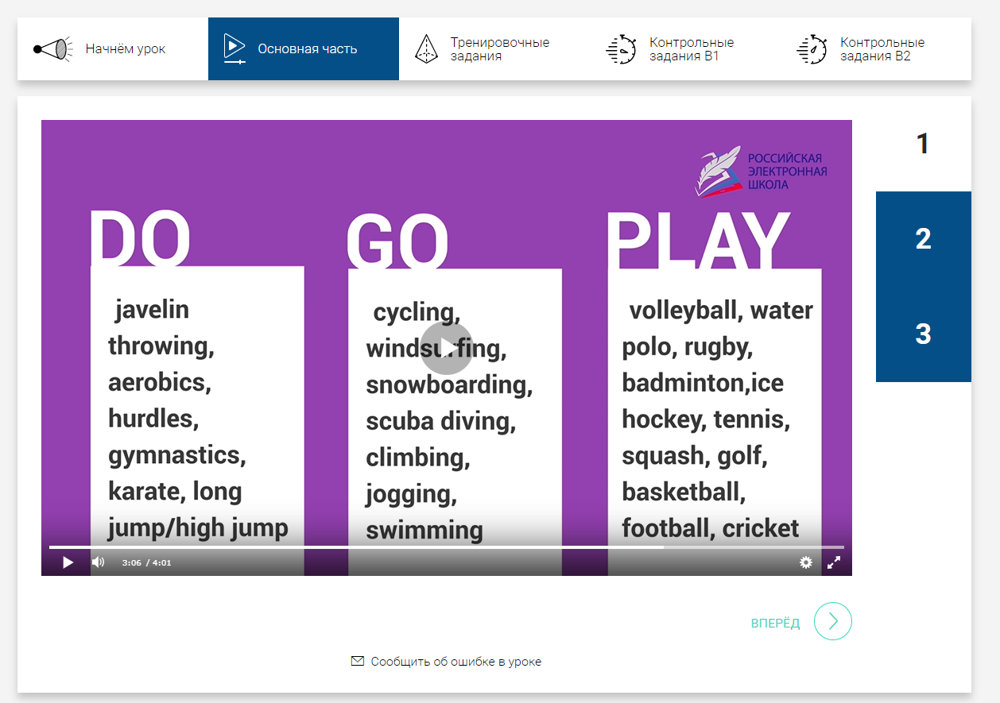 Начнём урок
Основная часть
Тренировочные
задания
Контрольные
задания В1
Контрольные
задания В2
РОССИЙСКАЯ
ЭЛЕКТРОННАЯ
ШКОЛА
DO
javelin
throwing,
aerobics,
hurdles,
gymnastics,
karate, long
jump/high jump
GO
cycling,
windsurfing,
snowboarding,
scuba diving,
climbing,
jogging,
swimming
PLAY
volleyball, water
polo, rugby,
badminton,ice
hockey, tennis,
squash, golf,
basketball,
football, cricket
3:06 / 4:01
1
2
3
ВПЕРЁД
Сообщить об ошибке в уроке